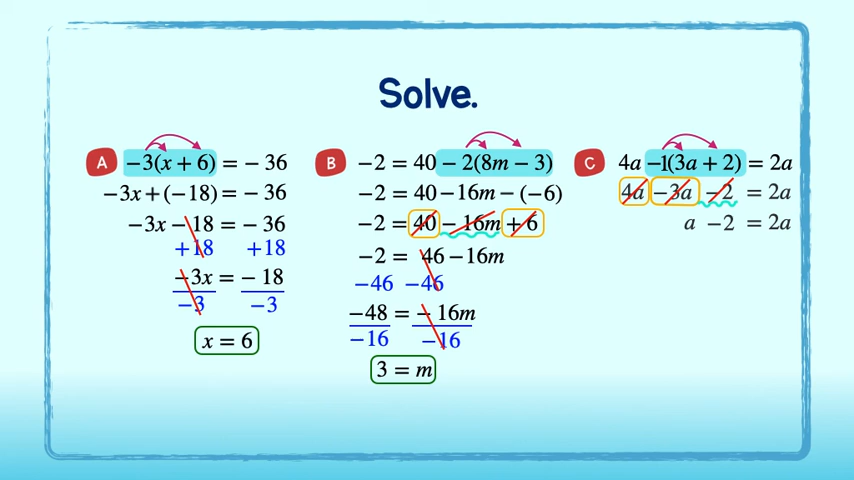 Solve.
A −3(x + 6) = − 36
−3x + (−18) = − 36
−3x − 18 = − 36
+18 +18
−3x = − 18
−3 −3
x = 6
B −2 = 40 − 2(8m − 3)
−2 = 40 −16m − (−6)
−2 = 40 − 16m + 6
−2 = 46 − 16m
−46 −46
−48 = − 16m
−16 −16
3 = m
C 4a −1(3a + 2) = 2a
4a −3a −2 = 2a
a −2 = 2a